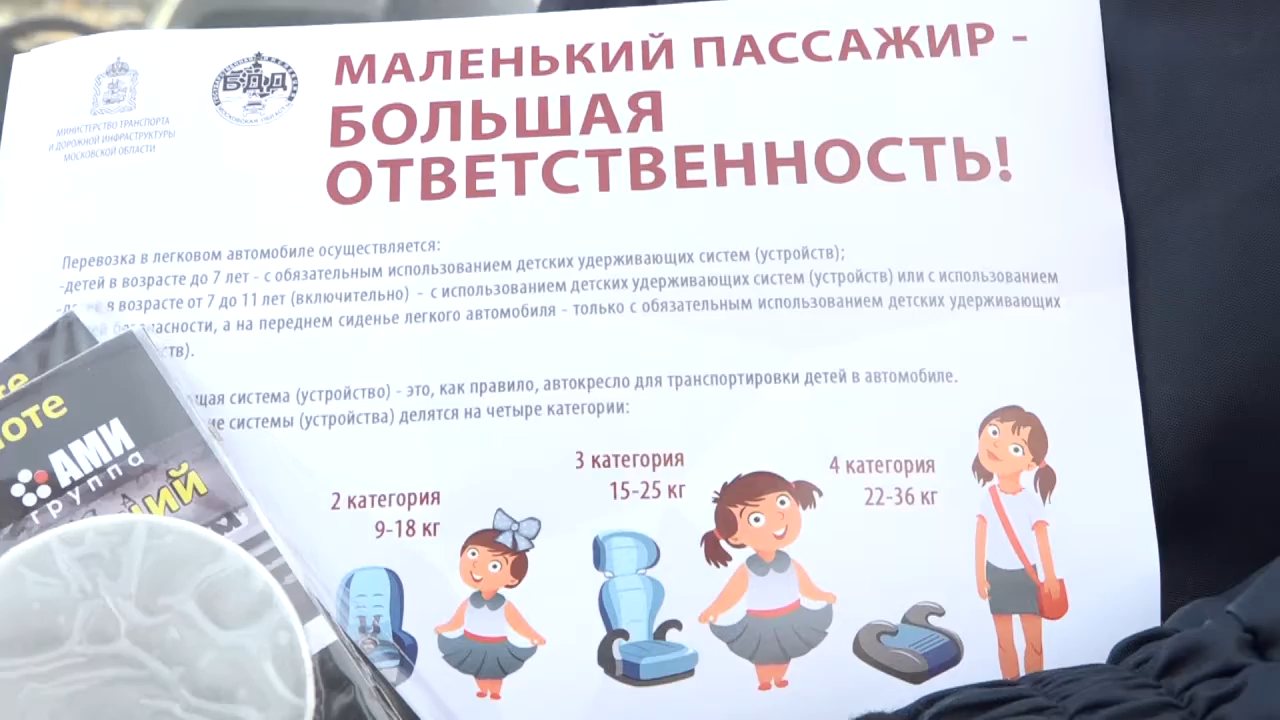 МИНИСТЕРСТВО ТРАНСПОРТА
И ДОРОЖНОЙ ИНФРАСТРУКТУРЫ
МОСКОВСКОЙ ОБЛАСТИ
БДД
МАЛЕНЬКИЙ ПАССАЖИР -
БОЛЬШАЯ
ОТВЕТСТВЕННОСТЬ!
Перевозка в легковом автомобиле осуществляется:
-детей в возрасте до 7 лет - с обязательным использованием детских удерживающих систем (устройств);
в возрасте от 7 до 11 лет (включительно) - с использованием детских удерживающих систем (устройств) или с использованием
а на переднем сиденье легкого автомобиля - только с обязательным использованием детских удерживающих
система (устройство) - это, как правило, автокресло для транспортировки детей в автомобиле.
системы (устройства) делятся на четыре категории:
2 категория
9-18 кг
3 категория
15-25 кг
4 категория
22-36 кг
АМИ
группа